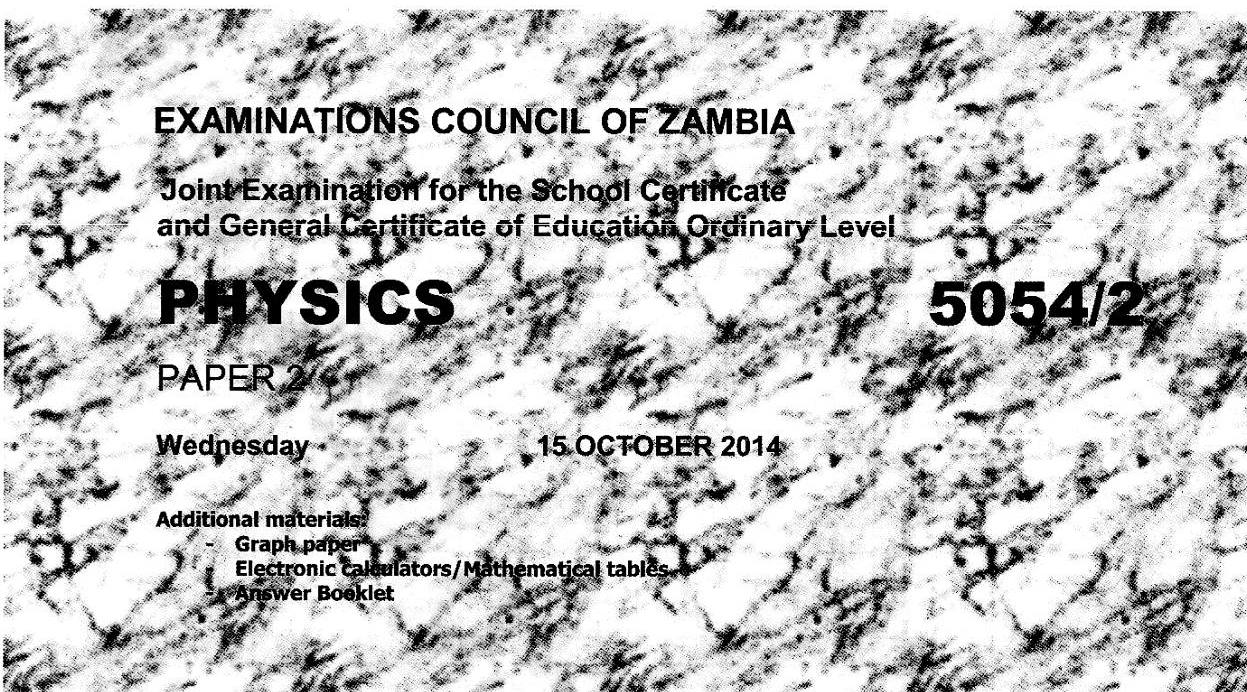 EXAMINATIONS COUNCIL OF ZAMBIA
Joint Examination for the School Certificate
and General Certificate of Education Ordinary Level
PHYSICS 5054/2
PAPER 2
Wednesday 15 OCTOBER 2014
Additional materials:
- Graph paper
- Electronic calculators/Mathematical tables
- Answer Booklet